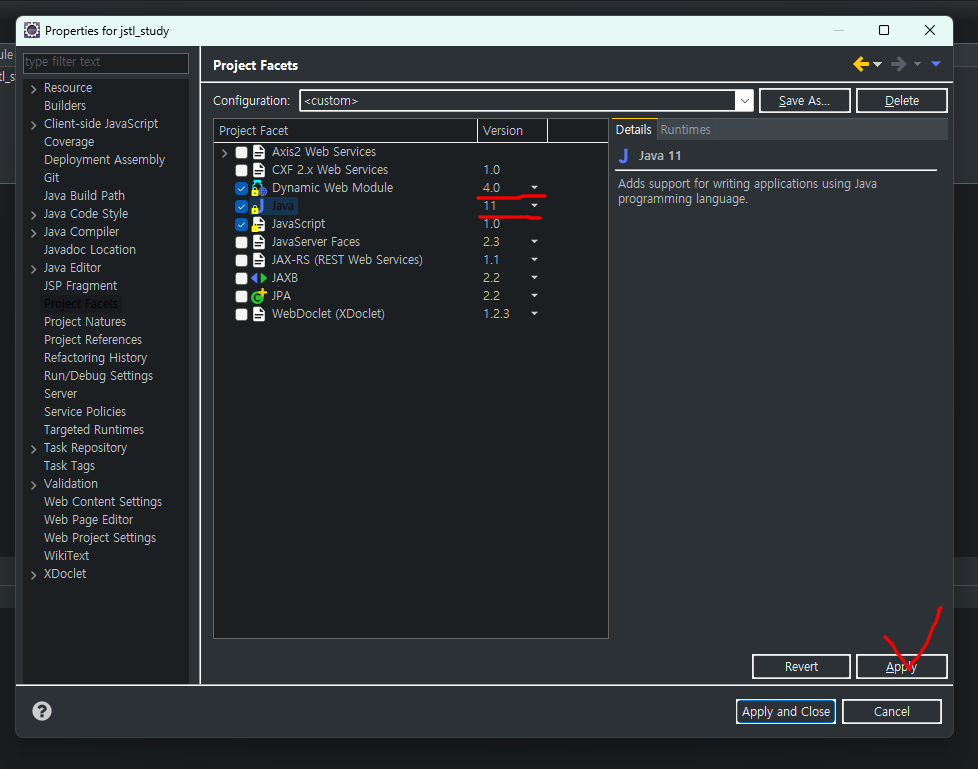 Properties for jstl_study
ule
tl_s
type filter text
Resource
Builders
Client-side JavaScript
Coverage
Deployment Assembly
Git
Java Build Path
Java Code Style
Java Compiler
Javadoc Location
Java Editor
JSP Fragment
Project Facets
Project Natures
Project References
Refactoring History
Run/Debug Settings
Server
Service Policies
Targeted Runtimes
Task Repository
Task Tags
Validation
Web Content Settings
Web Page Editor
Web Project Settings
WikiText
XDoclet
Project Facets
Configuration: <custom> Save As... Delete
Project Facet Version
Axis2 Web Services
CXF 2.x Web Services 1.0
Dynamic Web Module 4.0
Java 11
JavaScript 1.0
JavaServer Faces 2.3
JAX-RS (REST Web Services) 1.1
JAXB 2.2
JPA 2.2
WebDoclet (XDoclet) 1.2.3
Details Runtimes
Java 11
Adds support for writing applications using Java
programming language.
Revert Apply
Apply and Close Cancel